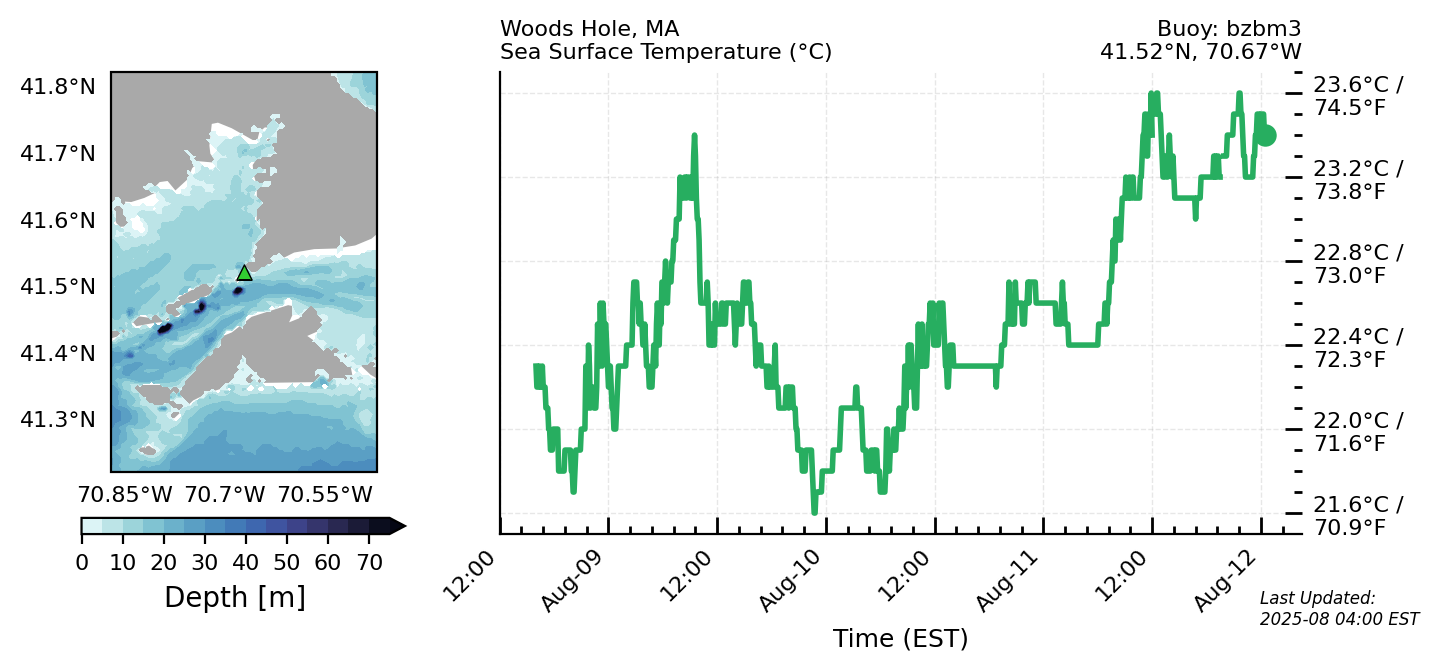 Woods Hole, MA
Sea Surface Temperature (°C)
Buoy: bzbm3
41.52°N, 70.67°W
41.8°N
41.7°N
41.6°N
41.5°N
41.4°N
41.3°N
70.85°W 70.7°W 70.55°W
0 10 20 30 40 50 60 70
Depth [m]
23.6°C /
74.5°F
23.2°C /
73.8°F
22.8°C /
73.0°F
22.4°C /
72.3°F
22.0°C /
71.6°F
21.6°C /
70.9°F
12:00 Aug-09 12:00 Aug-10 12:00 Aug-11 12:00 Aug-12
Time (EST)
Last Updated:
2025-08 04:00 EST